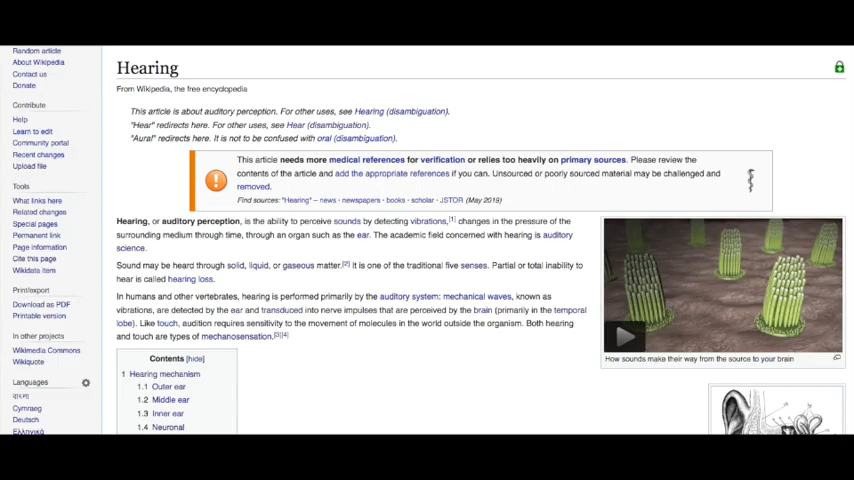 Random article
About Wikipedia
Contact us
Donate
Contribute
Help
Learn to edit
Community portal
Recent changes
Upload file
Tools
What links here
Related changes
Special pages
Permanent link
Page information
Cite this page
Wikidata item
Print/export
Download as PDF
Printable version
In other projects
Wikimedia Commons
Wikiquote
Languages
বাংলা
Cymraeg
Deutsch
Ελληνικά
Hearing
From Wikipedia, the free encyclopedia
This article is about auditory perception. For other uses, see Hearing (disambiguation).
"Hear" redirects here. For other uses, see Hear (disambiguation).
"Aural" redirects here. It is not to be confused with oral (disambiguation).
This article needs more medical references for verification or relies too heavily on primary sources. Please review the
contents of the article and add the appropriate references if you can. Unsourced or poorly sourced material may be challenged and
removed.
Find sources: "Hearing" – news · newspapers · books · scholar · JSTOR (May 2019)
Hearing, or auditory perception, is the ability to perceive sounds by detecting vibrations,[1] changes in the pressure of the
surrounding medium through time, through an organ such as the ear. The academic field concerned with hearing is auditory
science.
Sound may be heard through solid, liquid, or gaseous matter.[2] It is one of the traditional five senses. Partial or total inability to
hear is called hearing loss.
In humans and other vertebrates, hearing is performed primarily by the auditory system: mechanical waves, known as
vibrations, are detected by the ear and transduced into nerve impulses that are perceived by the brain (primarily in the temporal
lobe). Like touch, audition requires sensitivity to the movement of molecules in the world outside the organism. Both hearing
and touch are types of mechanosensation.[3][4]
Contents [hide]
1 Hearing mechanism
1.1 Outer ear
1.2 Middle ear
1.3 Inner ear
1.4 Neuronal
How sounds make their way from the source to your brain